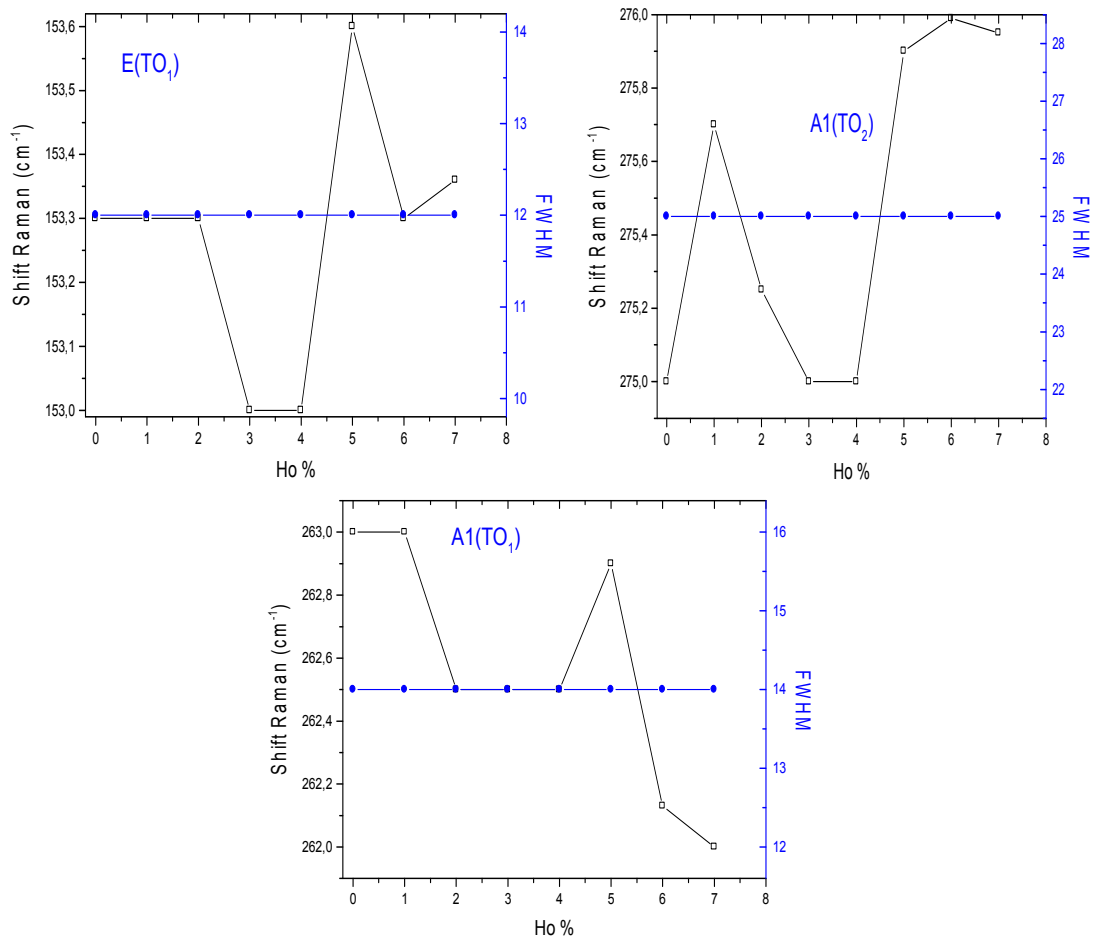 E(TO₁)
Shift Raman (cm⁻¹)
153,6
153,5
153,4
153,3
153,2
153,1
153,0
14
13
12
11
10
FWHM
0 1 2 3 4 5 6 7 8
Ho %
A1(TO₂)
Shift Raman (cm⁻¹)
276,0
275,8
275,6
275,4
275,2
275,0
28
27
26
25
24
23
22
FWHM
0 1 2 3 4 5 6 7 8
Ho %
A1(TO₁)
Shift Raman (cm⁻¹)
263,0
262,8
262,6
262,4
262,2
262,0
16
15
14
13
12
FWHM
0 1 2 3 4 5 6 7 8
Ho %